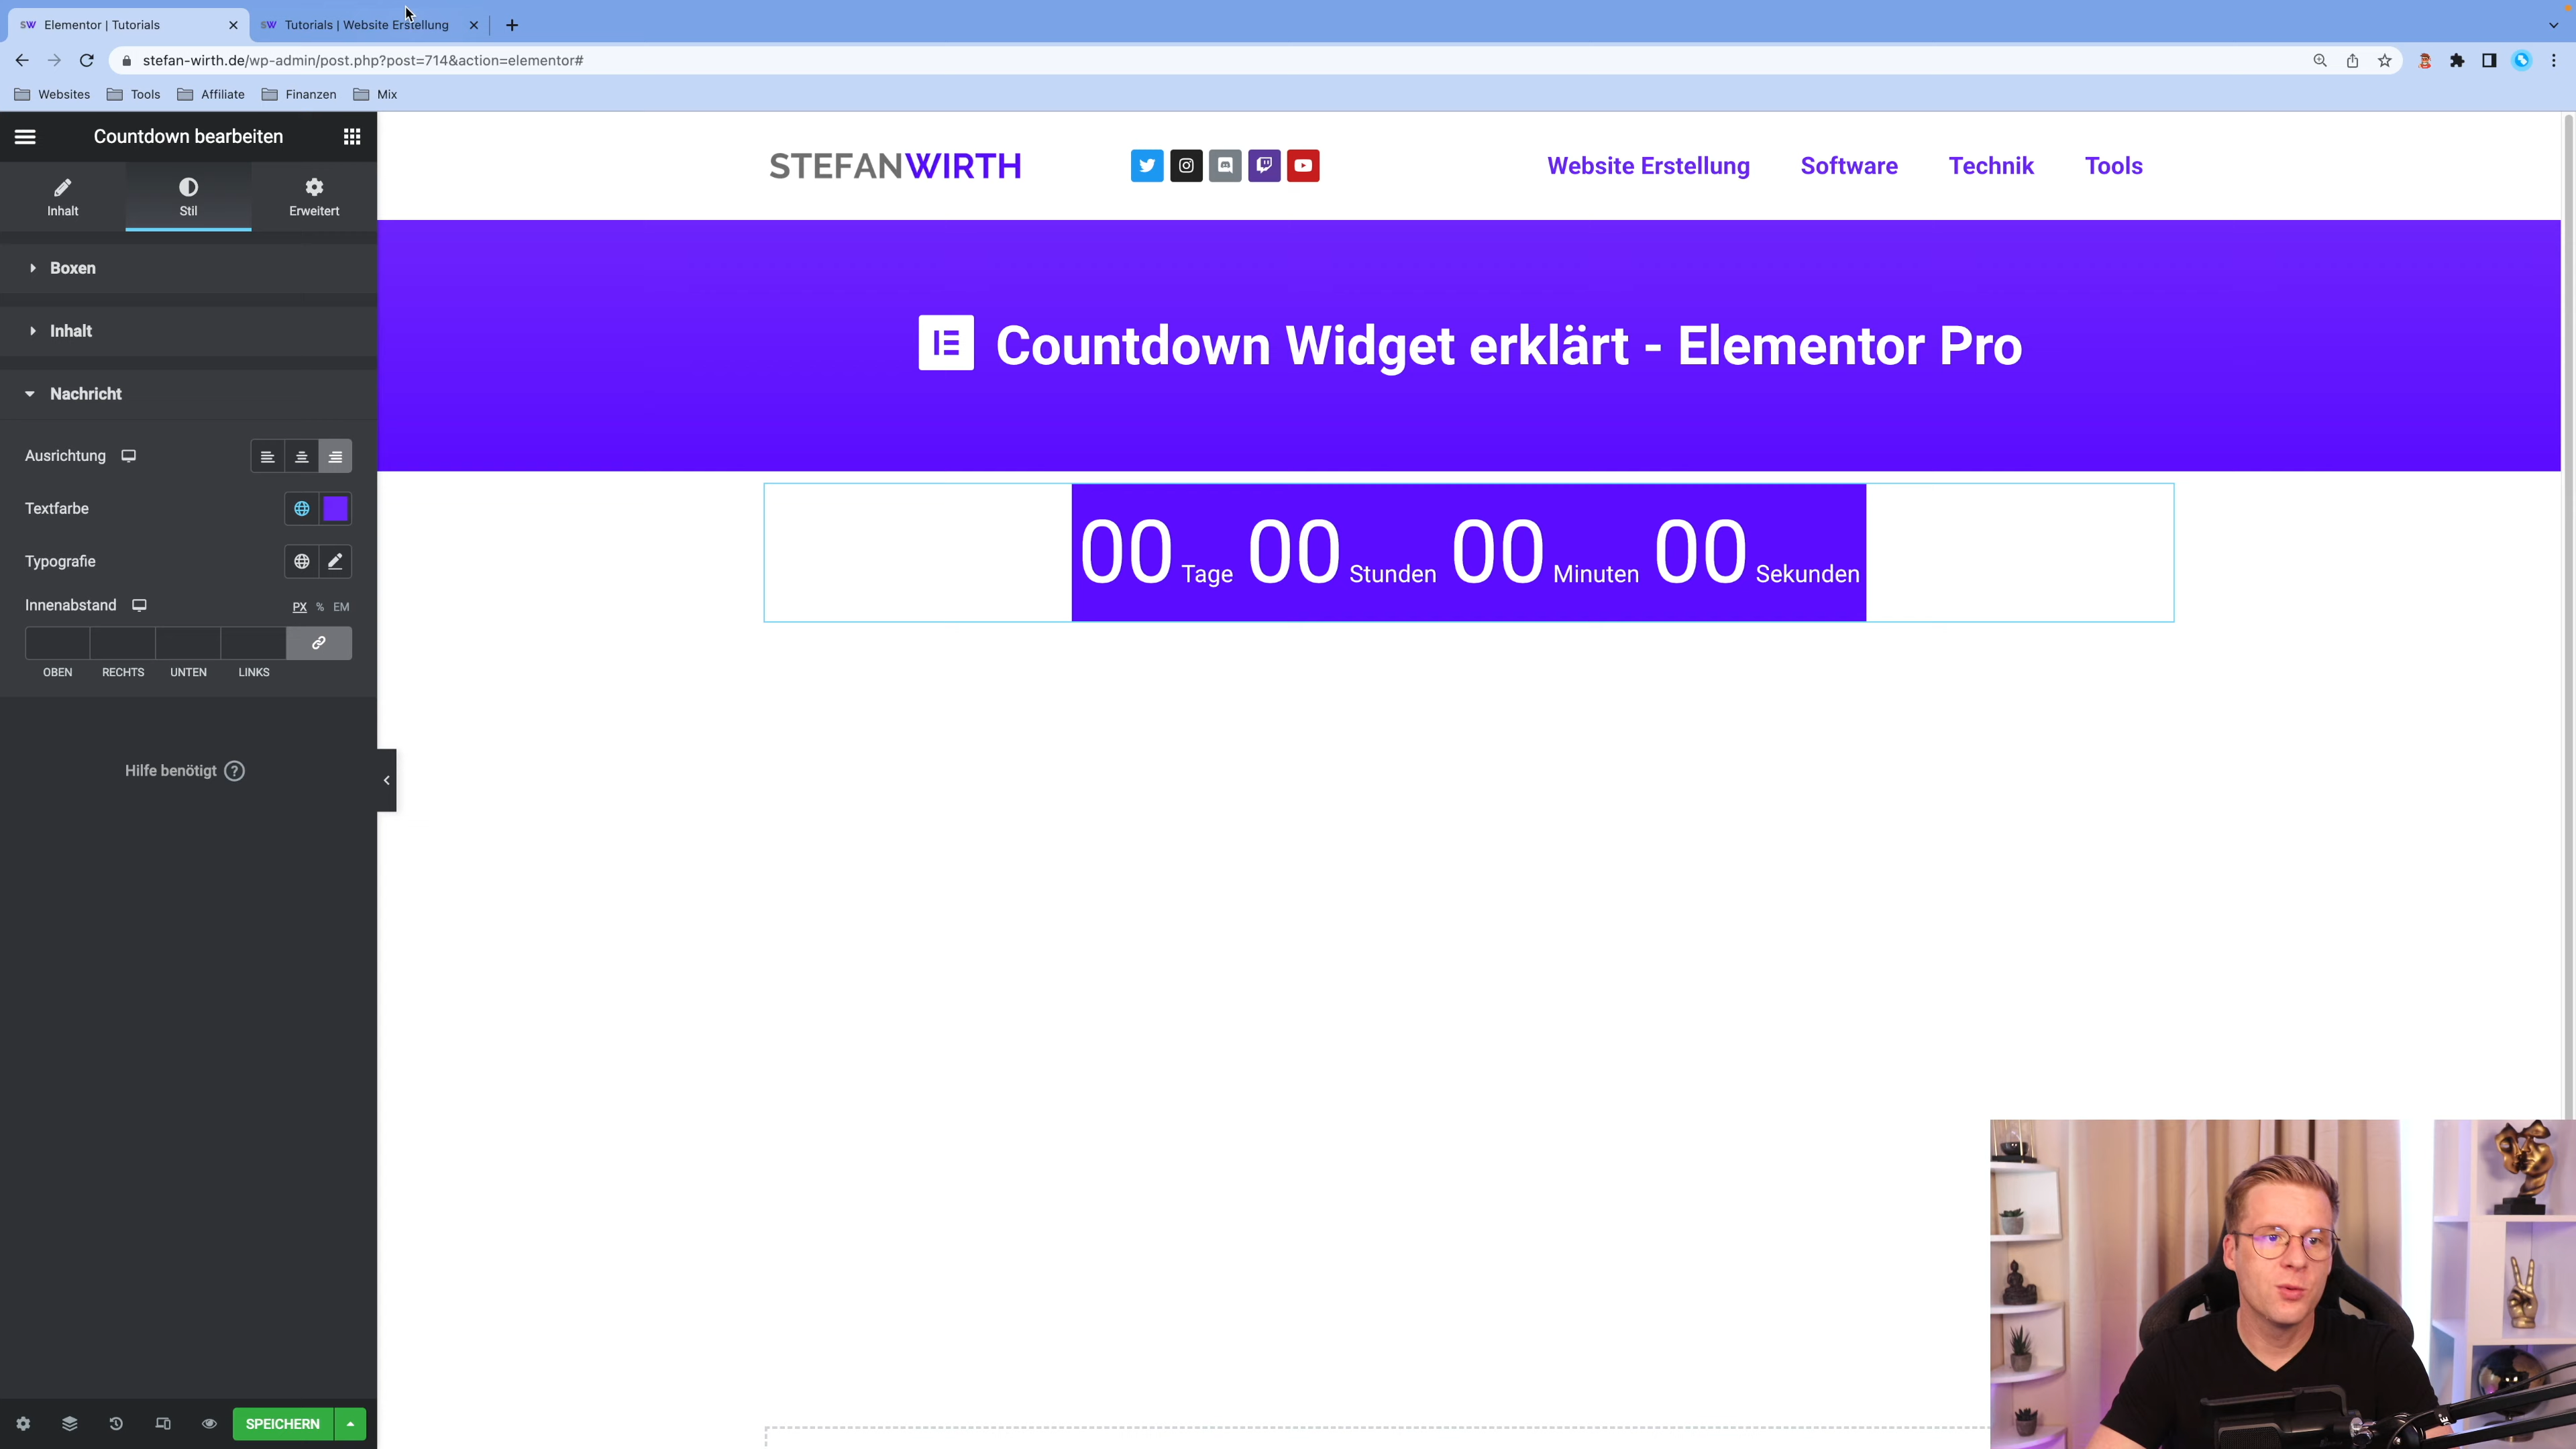 SW Elementor | Tutorials
SW Tutorials | Website Erstellung
stefan-wirth.de/wp-admin/post.php?post=714&action=elementor#
Websites Tools Affiliate Finanzen Mix
Countdown bearbeiten
Inhalt Stil Erweitert
Boxen
Inhalt
Nachricht
Ausrichtung
Textfarbe
Typografie
Innenabstand PX % EM
OBEN RECHTS UNTEN LINKS
Hilfe benötigt ?
SPEICHERN
STEFANWIRTH
Website Erstellung Software Technik Tools
Countdown Widget erklärt - Elementor Pro
00 Tage 00 Stunden 00 Minuten 00 Sekunden